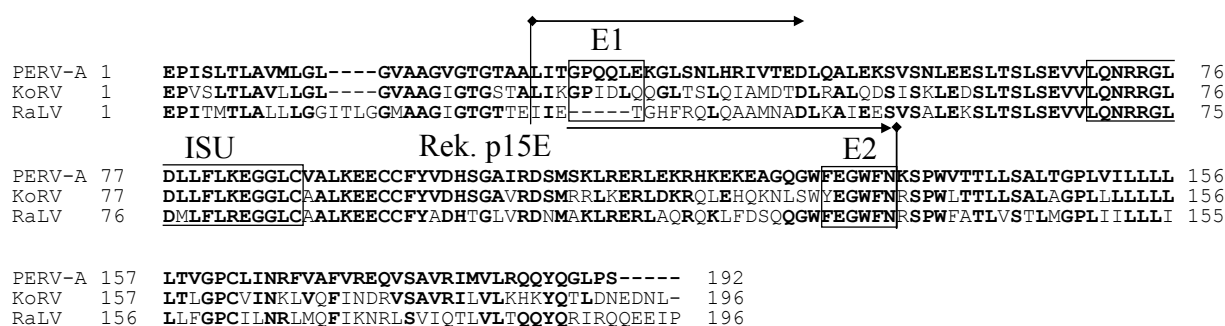 E1
PERV-A 1 EPISLTLAVMLGL----GVAAGVGTGTAALITGPQQLEKGLSNLHRIVTEDLQALEKSVSNLEESLTSLSEVVLQNRRGL 76
KoRV 1 EPVSLTLAVLLGL----GVAAGIGTGSTALIKGPIDLQQGLTSLQIAMDTDLRALQDSISKLEDSLTSLSEVVLQNRRGL 76
RaLV 1 EPITMTLALLLGGITLGGMAAGIGTGTTEIIE-----TGHFRQLQAAMNADLKAIEESVSALEKSLTSLSEVVLQNRRGL 75
ISU Rek. p15E E2
PERV-A 77 DLLFLKEGGLCVALKEECCFYVDHSGAIRDSMSKLRERLEKRHKEKEAGQGWFEGWFNKSPWVTTLLSALTGPLVILLLLL 156
KoRV 77 DLLFLKEGGLCAALKEECCFYVDHSGAVRDSMRRLKERLDKRQLEHQKNLSWYEGWFNRSPWLTTLLSALAGPLLLLLLLL 156
RaLV 76 DMLFLREGGLCAALKEECCFYADHTGLVRDNMAKLRERLAQRQKLFDSQQGWFEGWFNRSPWFATLVSTLMGPLIILLLI 155
PERV-A 157 LTVGPCLINRFVAFVREQVSAVRIMVLRQQYQGLPS----- 192
KoRV 157 LTLGPCVINKLVQFINDRVSAVRILVLKHKYQTLDNEDNL- 196
RaLV 156 LLFGPCILNRLMQFIKNRLSVIQTLVLTQQYQRIRQQEEIP 196